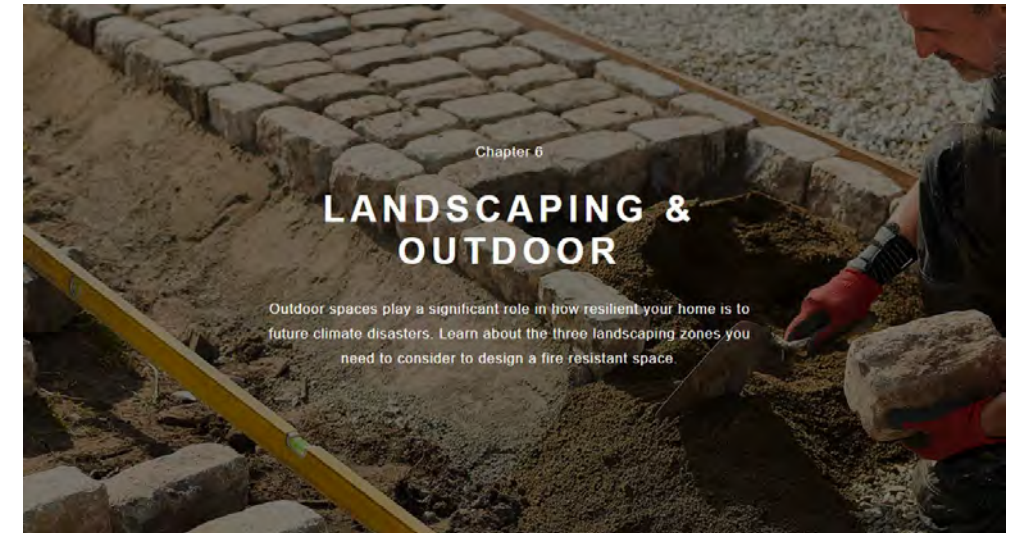 Chapter 6
LANDSCAPING &
OUTDOOR
Outdoor spaces play a significant role in how resilient your home is to
future climate disasters. Learn about the three landscaping zones you
need to consider to design a fire resistant space.